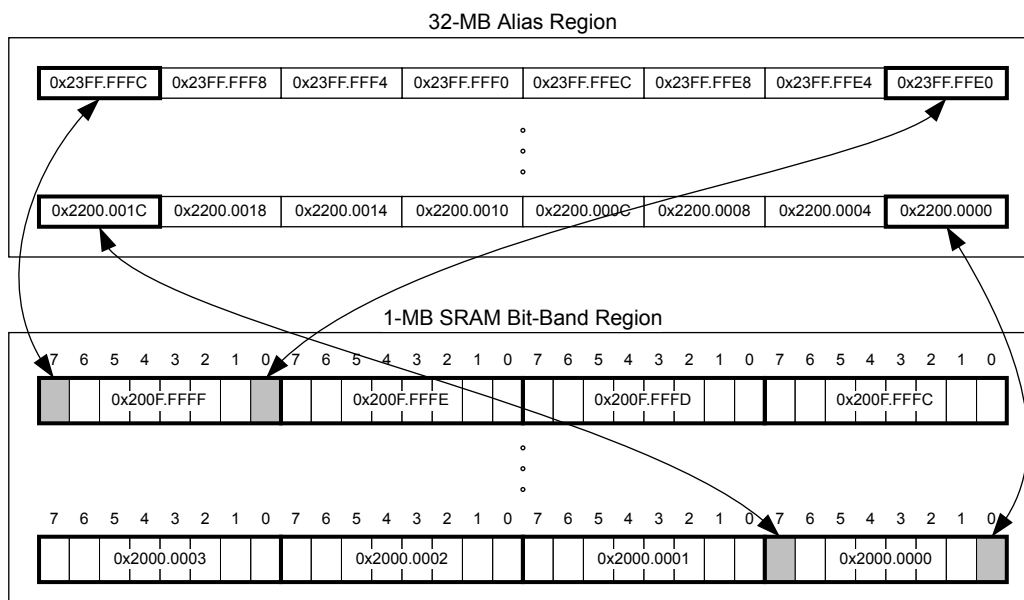 32-MB Alias Region
0x23FF.FFFC 0x23FF.FFF8 0x23FF.FFF4 0x23FF.FFF0 0x23FF.FFEC 0x23FF.FFE8 0x23FF.FFE4 0x23FF.FFE0
0x2200.001C 0x2200.0018 0x2200.0014 0x2200.0010 0x2200.000C 0x2200.0008 0x2200.0004 0x2200.0000
1-MB SRAM Bit-Band Region
7 6 5 4 3 2 1 0 7 6 5 4 3 2 1 0 7 6 5 4 3 2 1 0 7 6 5 4 3 2 1 0
0x200F.FFFF 0x200F.FFFE 0x200F.FFFD 0x200F.FFFC
7 6 5 4 3 2 1 0 7 6 5 4 3 2 1 0 7 6 5 4 3 2 1 0 7 6 5 4 3 2 1 0
0x2000.0003 0x2000.0002 0x2000.0001 0x2000.0000